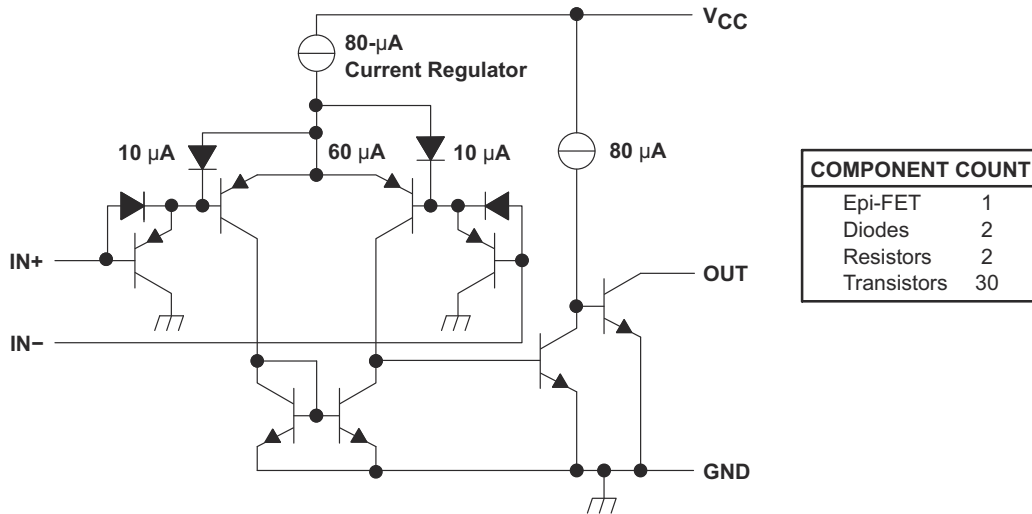 VCC
80-µA
Current Regulator
10 µA
60 µA
10 µA
80 µA
IN+
OUT
IN−
GND
COMPONENT COUNT
Epi-FET 1
Diodes 2
Resistors 2
Transistors 30